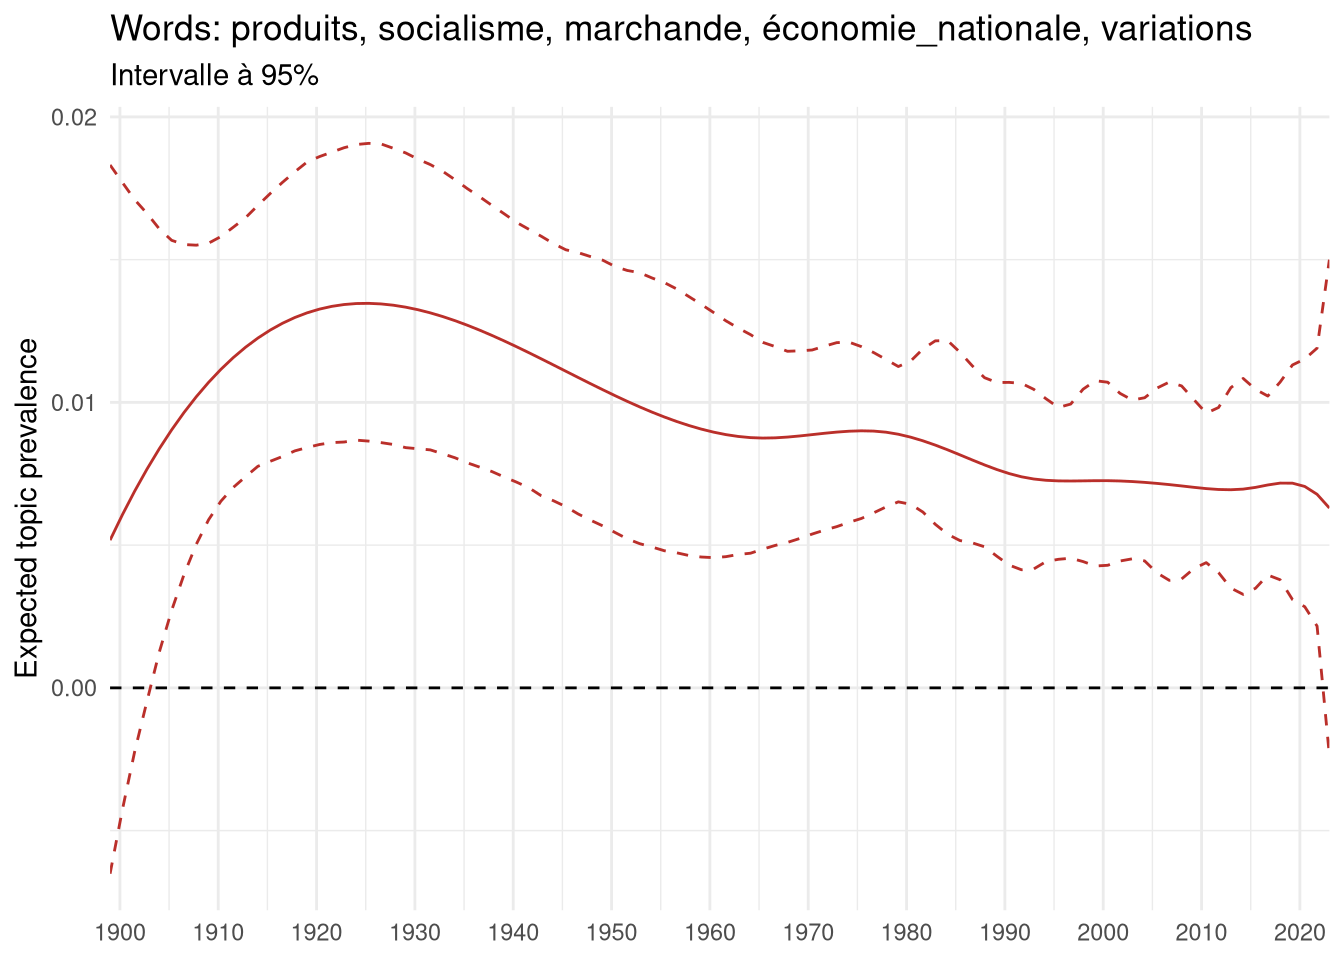 Words: produits, socialisme, marchande, économie_nationale, variations
Intervalle à 95%
Expected topic prevalence
0.02
0.01
0.00
1900 1910 1920 1930 1940 1950 1960 1970 1980 1990 2000 2010 2020